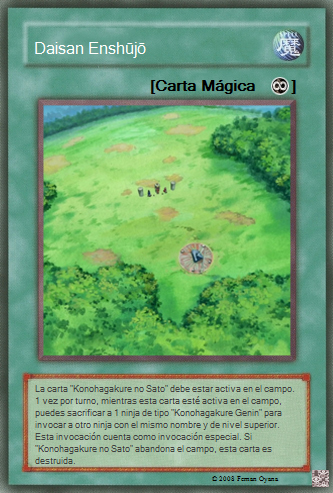 Daisan Enshūjō
魔
[Carta Mágica ]
La carta "Konohagakure no Sato" debe estar activa en el campo.
1 vez por turno, mientras esta carta esté activa en el campo,
puedes sacrificar a 1 ninja de tipo "Konohagakure Genin" para
invocar a otro ninja con el mismo nombre y de nivel superior.
Esta invocación cuenta como invocación especial. Si
"Konohagakure no Sato" abandona el campo, esta carta es
destruida.
© 2008 Ferran Oyana